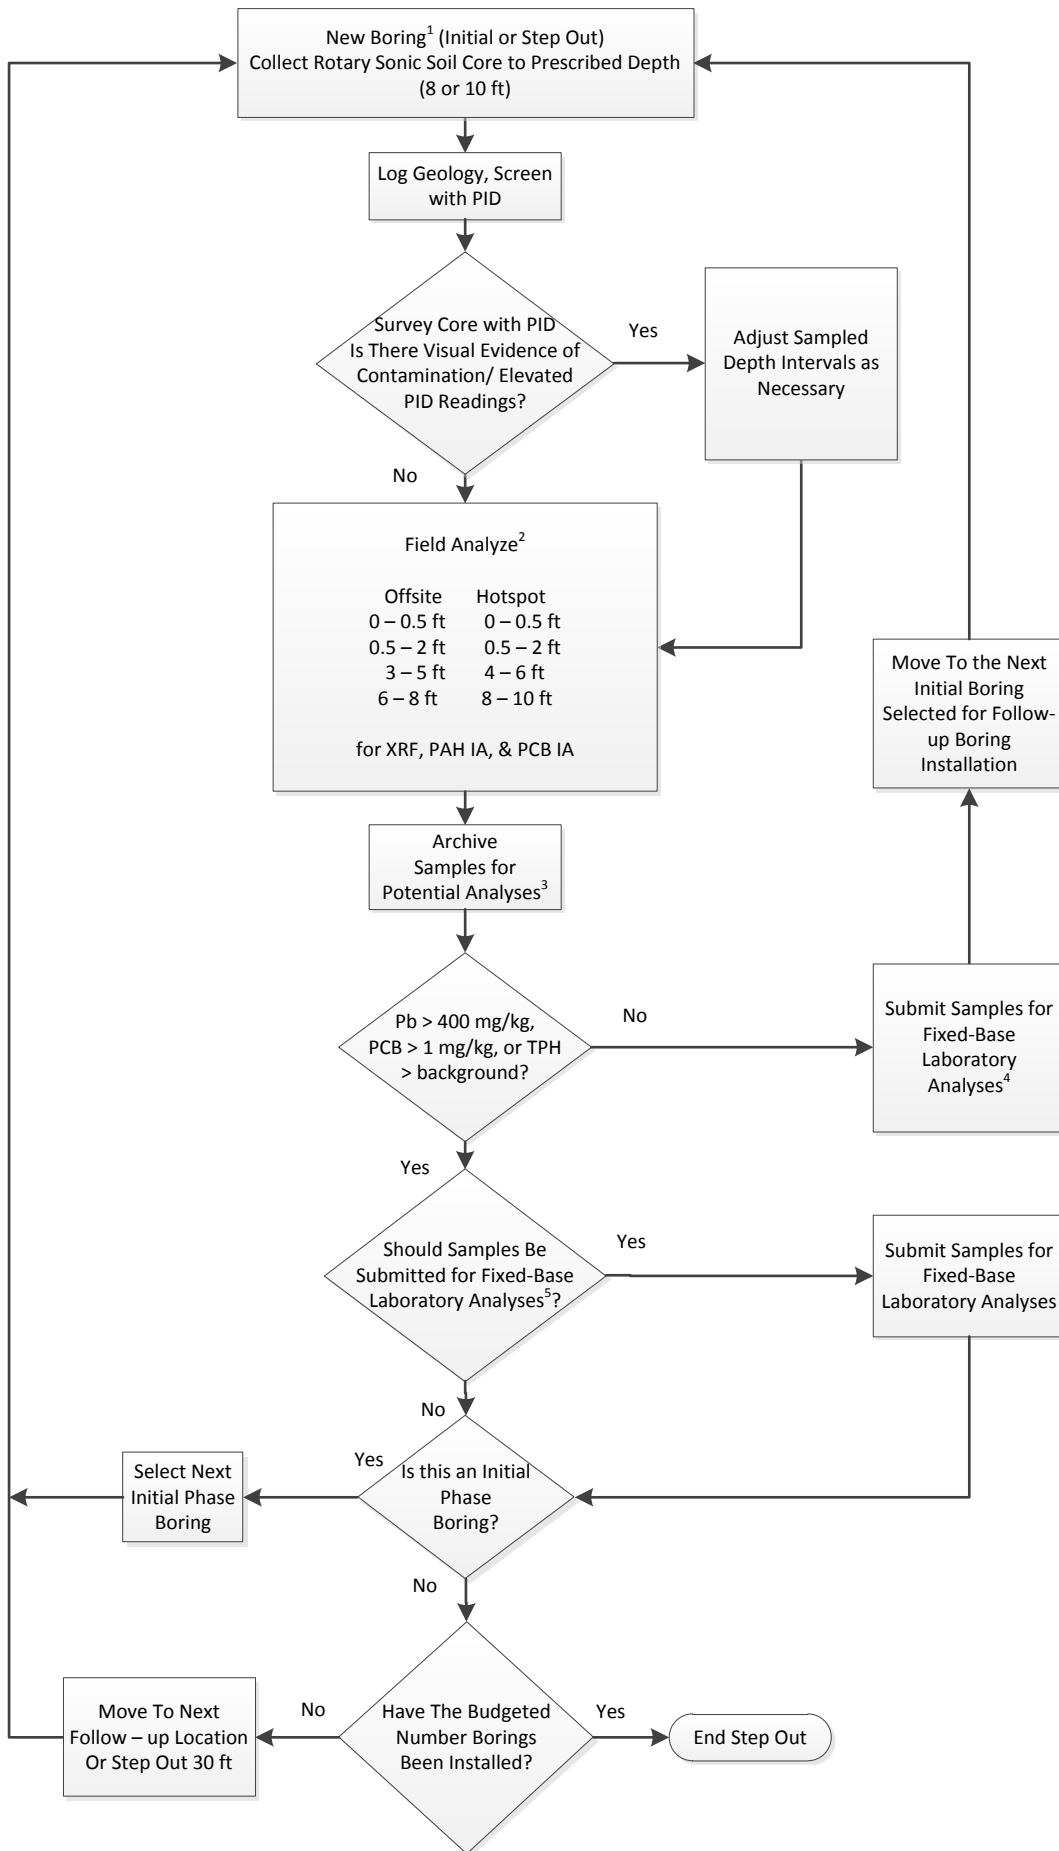 New Boring¹ (Initial or Step Out)
Collect Rotary Sonic Soil Core to Prescribed Depth
(8 or 10 ft)
Log Geology, Screen
with PID
Survey Core with PID
Is There Visual Evidence of
Contamination/ Elevated
PID Readings?
Yes
Adjust Sampled
Depth Intervals as
Necessary
No
Field Analyze²
Offsite Hotspot
0 – 0.5 ft 0 – 0.5 ft
0.5 – 2 ft 0.5 – 2 ft
3 – 5 ft 4 – 6 ft
6 – 8 ft 8 – 10 ft
for XRF, PAH IA, & PCB IA
Move To the Next
Initial Boring
Selected for Follow-
up Boring
Installation
Archive
Samples for
Potential Analyses³
Pb > 400 mg/kg,
PCB > 1 mg/kg, or TPH
> background?
No
Submit Samples for
Fixed-Base
Laboratory
Analyses⁴
Yes
Should Samples Be
Submitted for Fixed-Base
Laboratory Analyses⁵?
Yes
Submit Samples for
Fixed-Base
Laboratory Analyses
No
Is this an Initial
Phase
Boring?
Yes
Select Next
Initial Phase
Boring
No
Have The Budgeted
Number Borings
Been Installed?
No
Move To Next
Follow – up Location
Or Step Out 30 ft
Yes
End Step Out